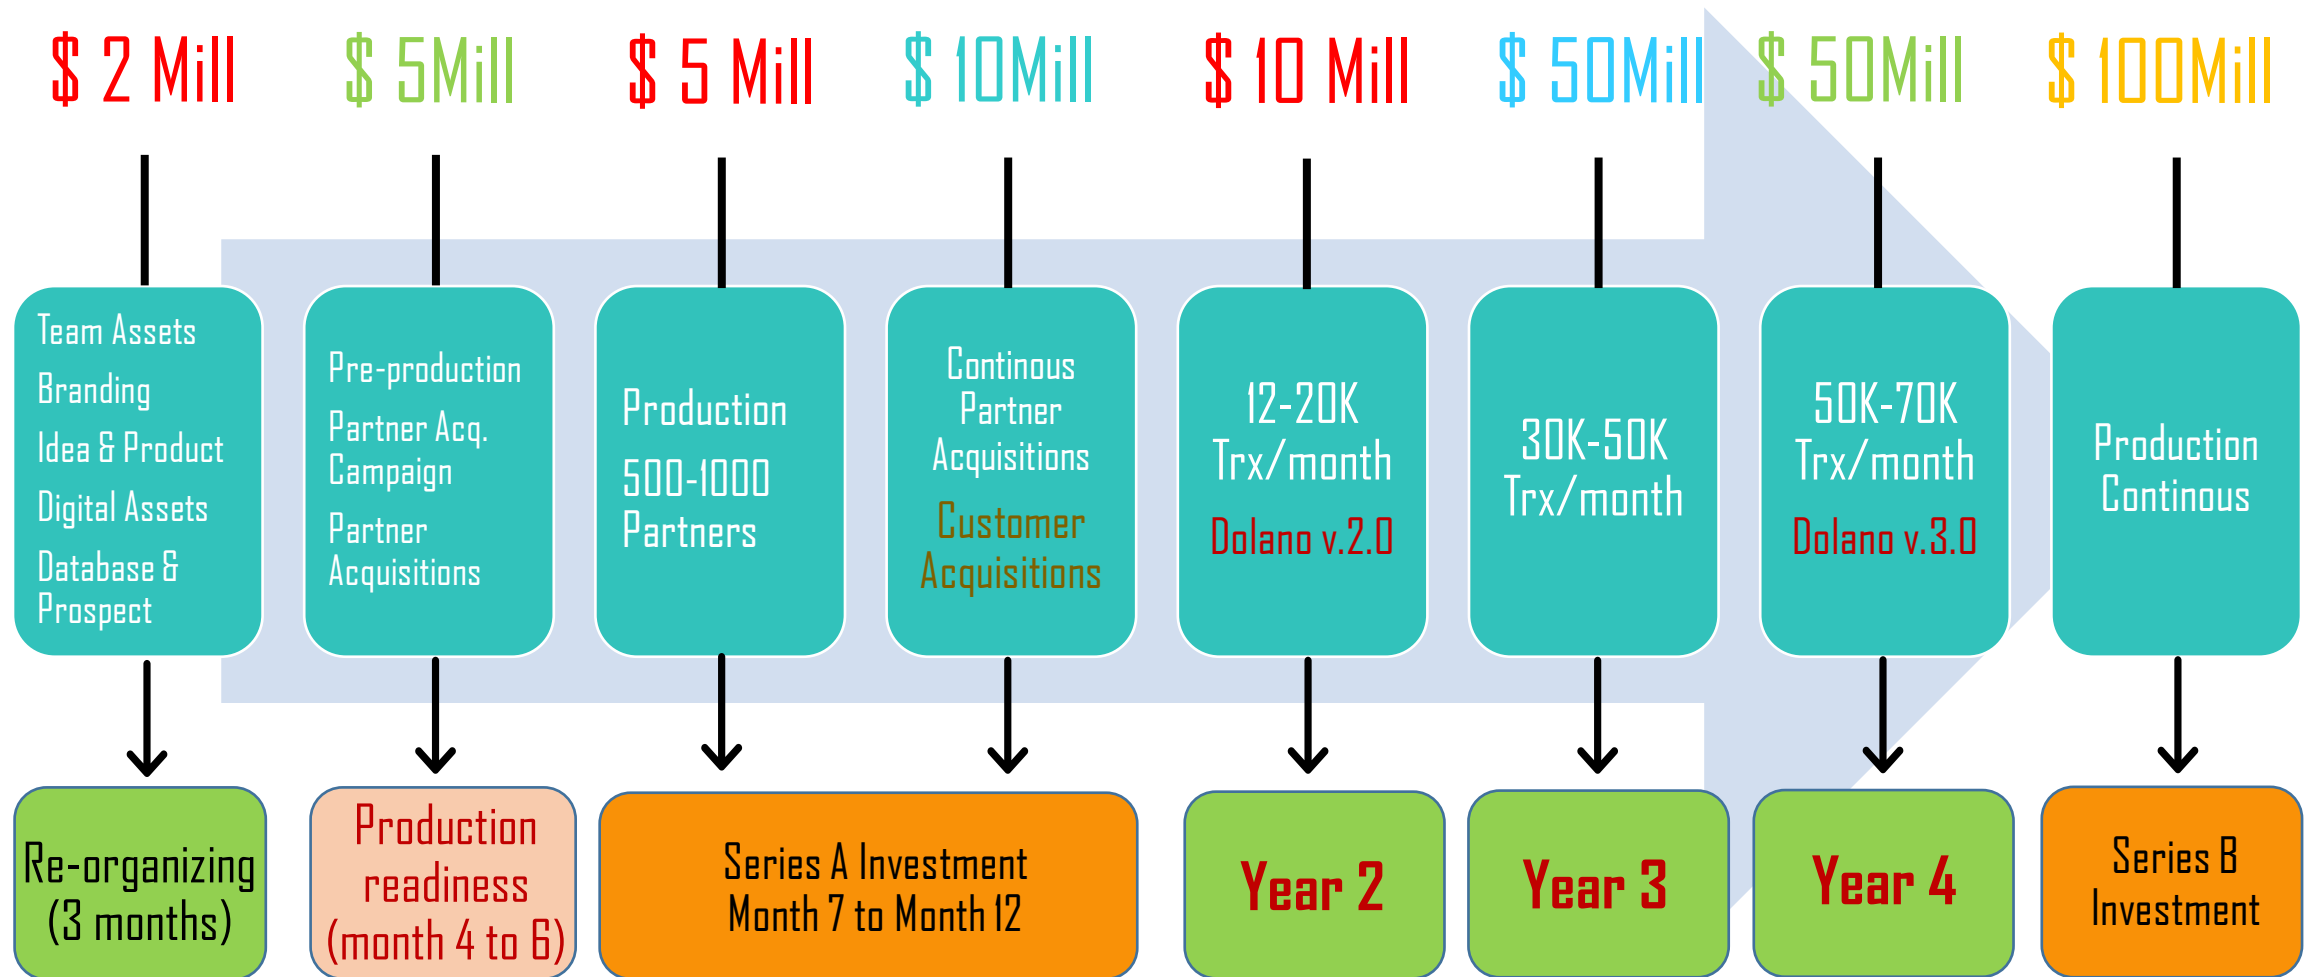 $ 2 Mill
$ 5Mill
$ 5 Mill
$ 10Mill
$ 10 Mill
$ 50Mill
$ 50Mill
$ 100Mill
Team Assets
Branding
Idea & Product
Digital Assets
Database &
Prospect
Pre-production
Partner Acq.
Campaign
Partner
Acquisitions
Production
500-1000
Partners
Continous
Partner
Acquisitions
Customer
Acquisitions
12-20K
Trx/month
Dolano v.2.0
30K-50K
Trx/month
50K-70K
Trx/month
Dolano v.3.0
Production
Continous
Re-organizing
(3 months)
Production
readiness
(month 4 to 6)
Series A Investment
Month 7 to Month 12
Year 2
Year 3
Year 4
Series B
Investment